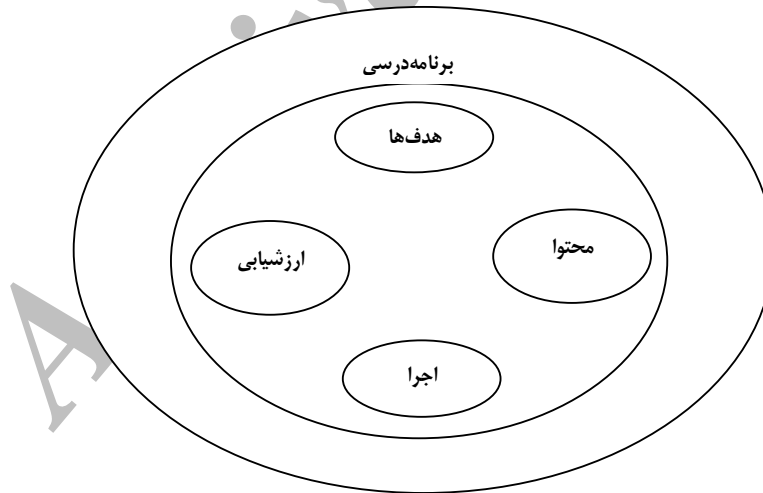 برنامه‌درسی
هدف‌ها
محتوا
ارزشیابی
اجرا